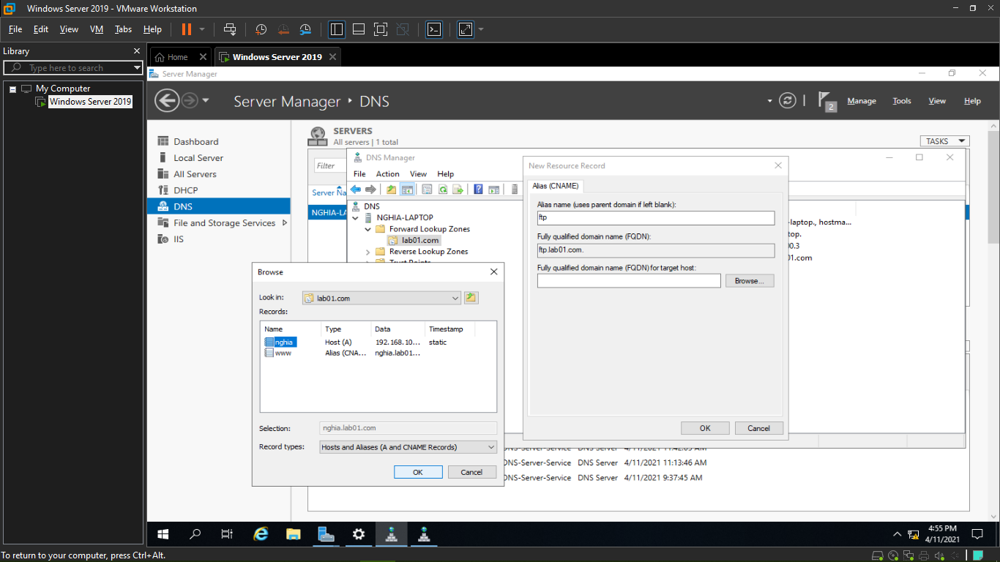 Windows Server 2019 - VMware Workstation
File Edit View VM Tabs Help
Library
Type here to search
My Computer
Windows Server 2019
Home
Windows Server 2019
Server Manager
Server Manager DNS
2
Manage Tools View Help
Dashboard
Local Server
All Servers
DHCP
DNS
File and Storage Services
IIS
SERVERS
All servers | 1 total
TASKS
Filter
Server Na
NGHIA-LA
DNS Manager
File Action View Help
DNS
NGHIA-LAPTOP
Forward Lookup Zones
lab01.com
Reverse Lookup Zones
Trust Points
-laptop., hostma...
top.
00.3
01.com
New Resource Record
Alias (CNAME)
Alias name (uses parent domain if left blank):
ftp
Fully qualified domain name (FQDN):
ftp.lab01.com.
Fully qualified domain name (FQDN) for target host:
Browse...
OK Cancel
Browse
Look in: lab01.com
Records:
Name Type Data Timestamp
nghia Host (A) 192.168.10... static
www Alias (CNA... nghia.lab01...
Selection: nghia.lab01.com
Record types: Hosts and Aliases (A and CNAME Records)
OK Cancel
DNS-Server-Service DNS Server 4/11/2021 11:42:05 AM
DNS-Server-Service DNS Server 4/11/2021 11:13:46 AM
DNS-Server-Service DNS Server 4/11/2021 9:37:45 AM
4:55 PM
4/11/2021
To return to your computer, press Ctrl+Alt.